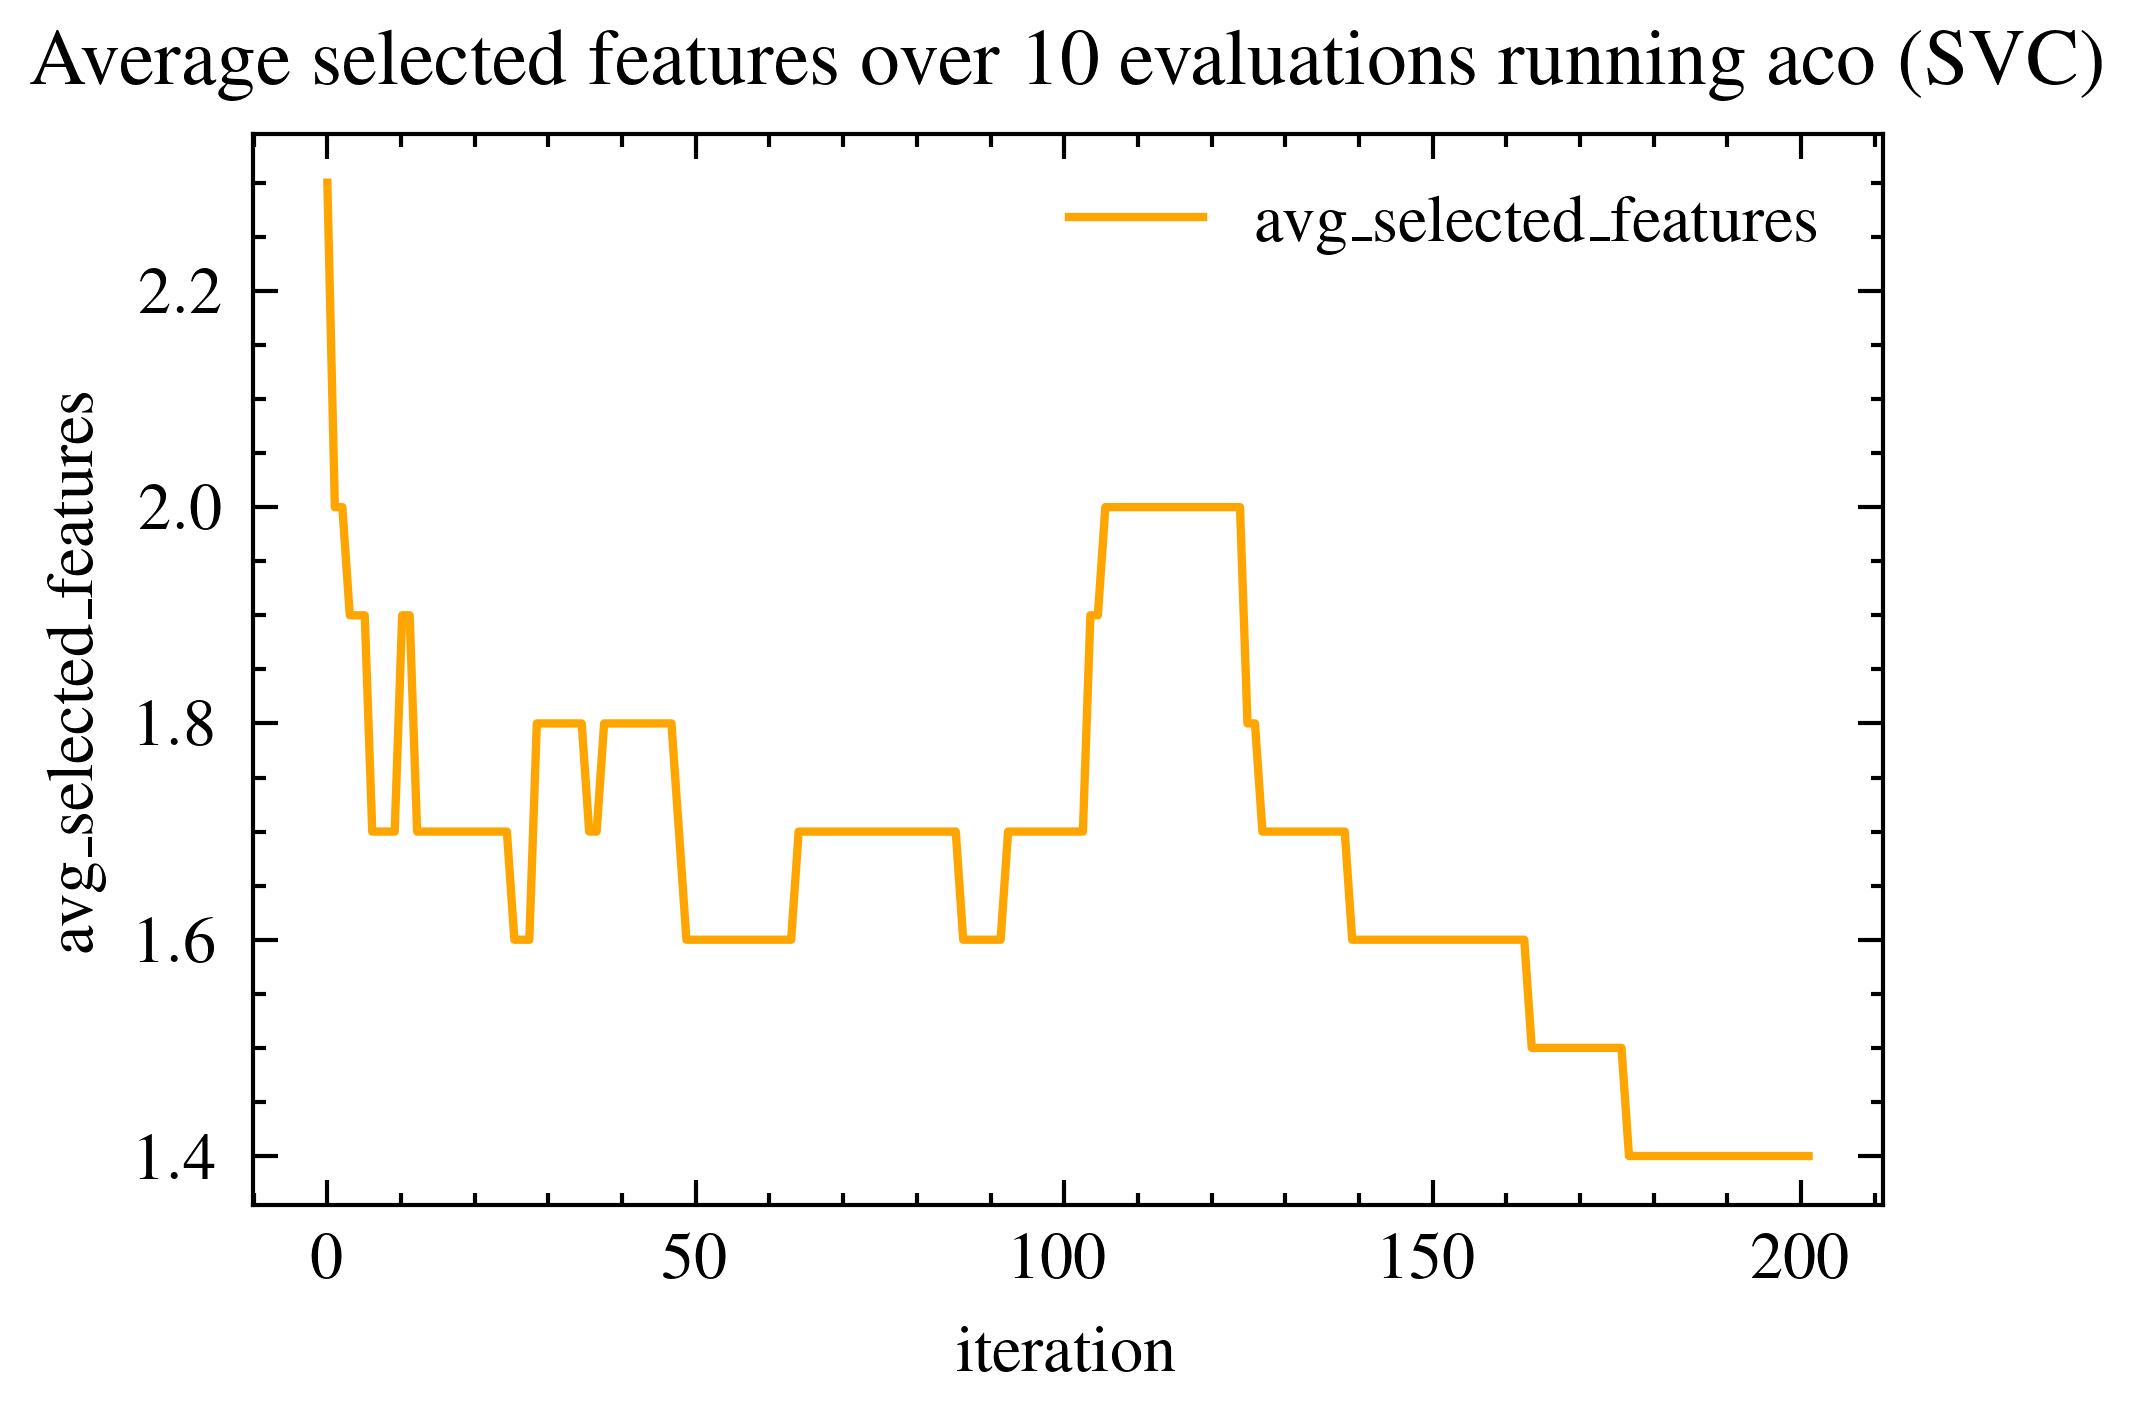 Average selected features over 10 evaluations running aco (SVC)
avg_selected_features
avg_selected_features
2.2
2.0
1.8
1.6
1.4
0 50 100 150 200
iteration